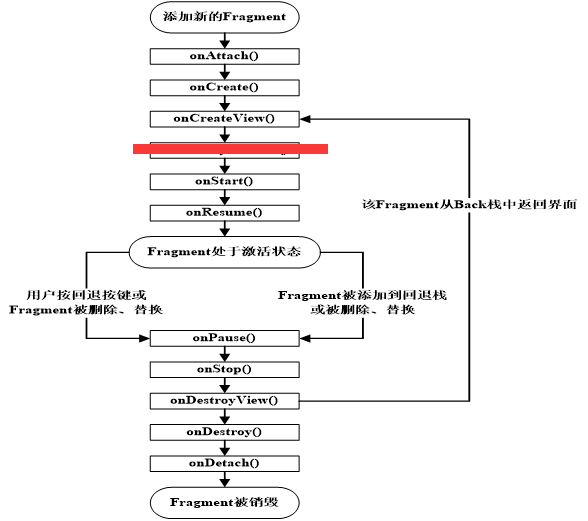 添加新的Fragment
onAttach()
onCreate()
onCreateView()
onStart()
onResume()
该Fragment从Back栈中返回界面
Fragment处于激活状态
用户按回退按键或
Fragment被删除、替换
Fragment被添加到回退栈
或被删除、替换
onPause()
onStop()
onDestroyView()
onDestroy()
onDetach()
Fragment被销毁